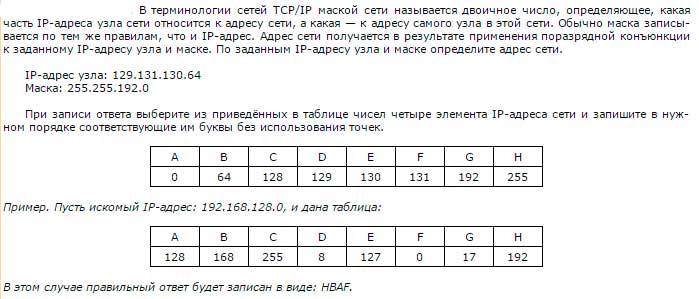 В терминологии сетей TCP/IP маской сети называется двоичное число, определяющее, какая
часть IP-адреса узла сети относится к адресу сети, а какая — к адресу самого узла в этой сети. Обычно маска записы-
вается по тем же правилам, что и IP-адрес. Адрес сети получается в результате применения поразрядной конъюнкции
к заданному IP-адресу узла и маске. По заданным IP-адресу узла и маске определите адрес сети.
IP-адрес узла: 129.131.130.64
Маска: 255.255.192.0
При записи ответа выберите из приведённых в таблице чисел четыре элемента IP-адреса сети и запишите в нуж-
ном порядке соответствующие им буквы без использования точек.
A B C D E F G H
0 64 128 129 130 131 192 255
Пример. Пусть искомый IP-адрес: 192.168.128.0, и дана таблица:
A B C D E F G H
128 168 255 8 127 0 17 192
В этом случае правильный ответ будет записан в виде: HBAF.